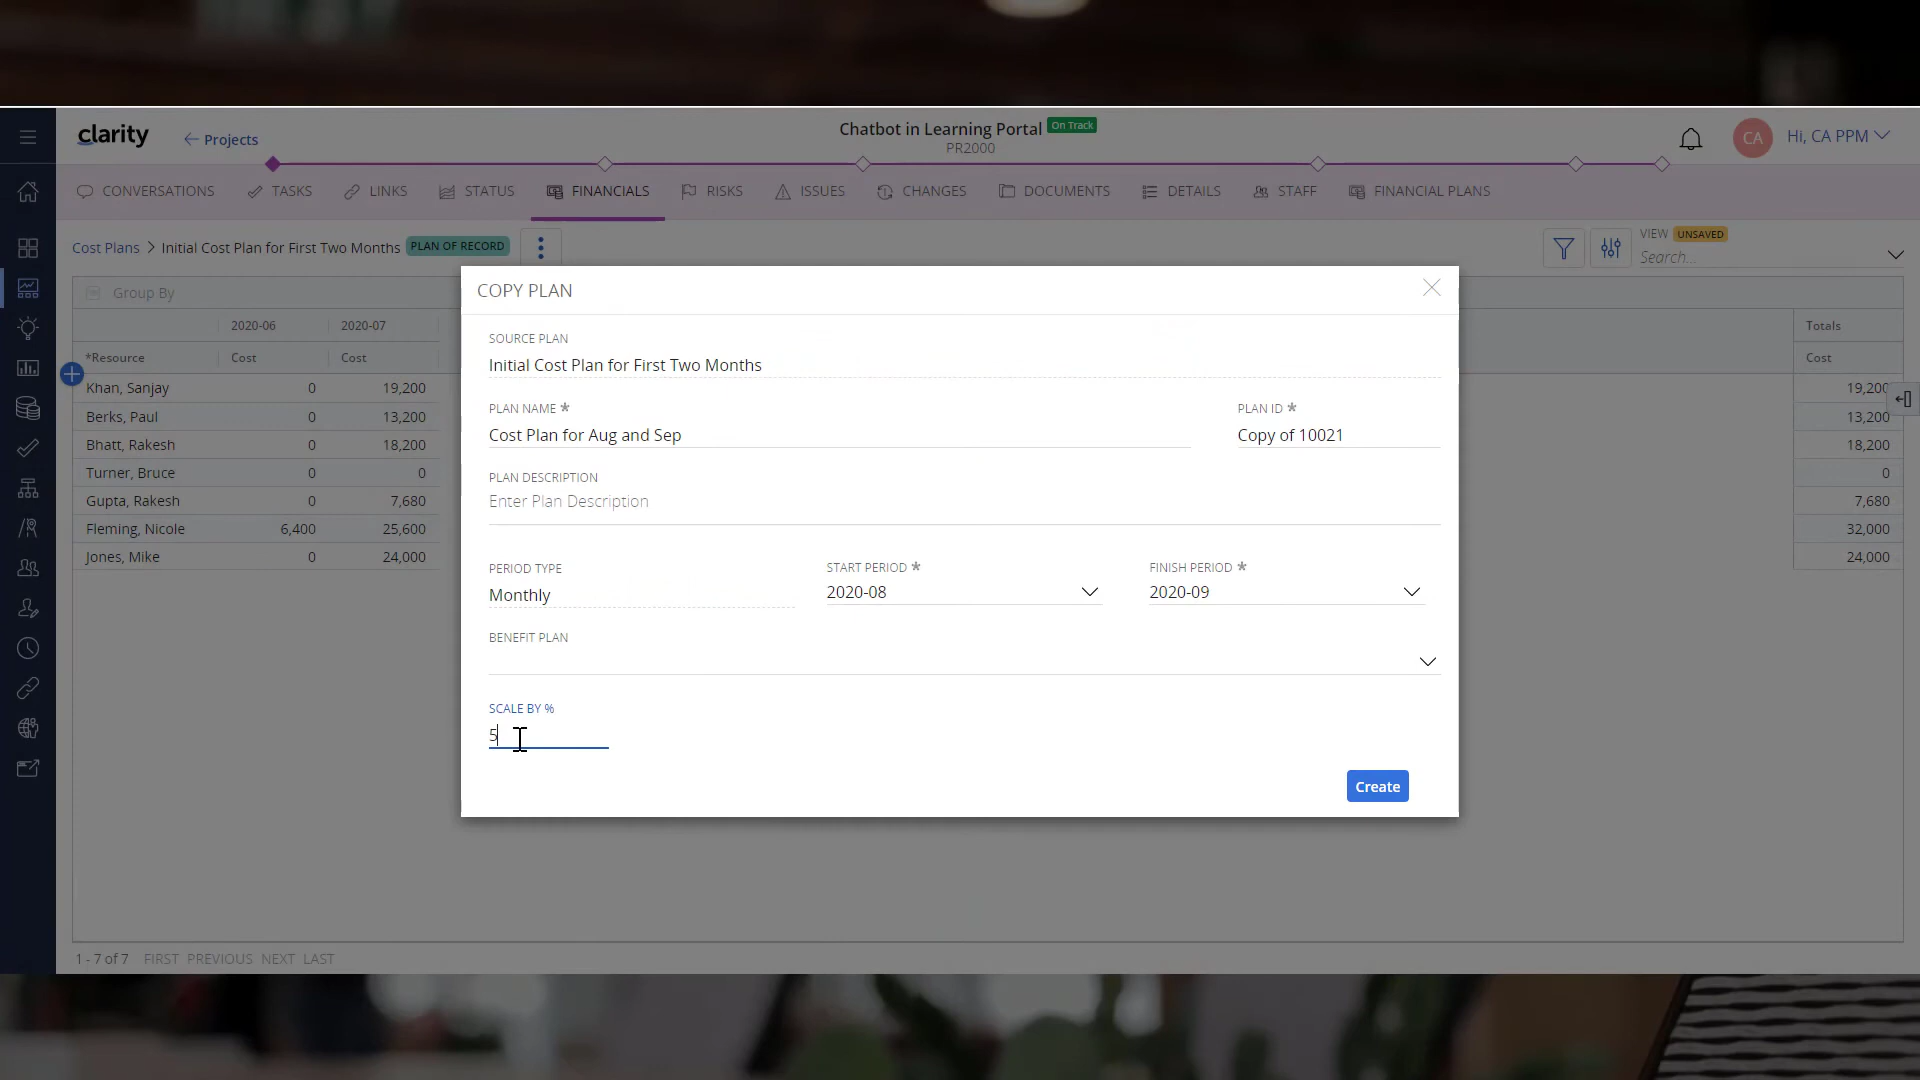 clarity
Projects
Chatbot in Learning Portal On Track
PR2000
CA
Hi, CA PPM
CONVERSATIONS TASKS LINKS STATUS FINANCIALS RISKS ISSUES CHANGES DOCUMENTS DETAILS STAFF FINANCIAL PLANS
Cost Plans > Initial Cost Plan for First Two Months PLAN OF RECORD
VIEW UNSAVED
Search...
Group By
2020-06 2020-07 Totals
*Resource Cost Cost Cost
Khan, Sanjay 0 19,200 19,200
Berks, Paul 0 13,200 13,200
Bhatt, Rakesh 0 18,200 18,200
Turner, Bruce 0 0 0
Gupta, Rakesh 0 7,680 7,680
Fleming, Nicole 6,400 25,600 32,000
Jones, Mike 0 24,000 24,000
COPY PLAN
SOURCE PLAN
Initial Cost Plan for First Two Months
PLAN NAME * PLAN ID *
Cost Plan for Aug and Sep Copy of 10021
PLAN DESCRIPTION
Enter Plan Description
PERIOD TYPE START PERIOD * FINISH PERIOD *
Monthly 2020-08 2020-09
BENEFIT PLAN
SCALE BY %
5
Create
1 - 7 of 7 FIRST PREVIOUS NEXT LAST